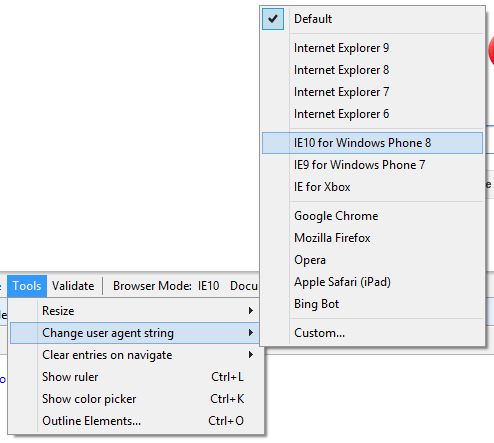 Default
Internet Explorer 9
Internet Explorer 8
Internet Explorer 7
Internet Explorer 6
IE10 for Windows Phone 8
IE9 for Windows Phone 7
IE for Xbox
Google Chrome
Mozilla Firefox
Opera
Apple Safari (iPad)
Bing Bot
Custom...
Tools Validate Browser Mode: IE10 Docu
Resize
Change user agent string
Clear entries on navigate
Show ruler Ctrl+L
Show color picker Ctrl+K
Outline Elements... Ctrl+O